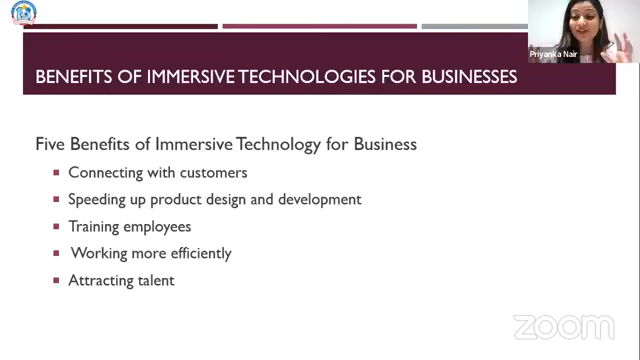 BENEFITS OF IMMERSIVE TECHNOLOGIES FOR BUSINESSES
Priyanka Nair
Five Benefits of Immersive Technology for Business
Connecting with customers
Speeding up product design and development
Training employees
Working more efficiently
Attracting talent
zoom